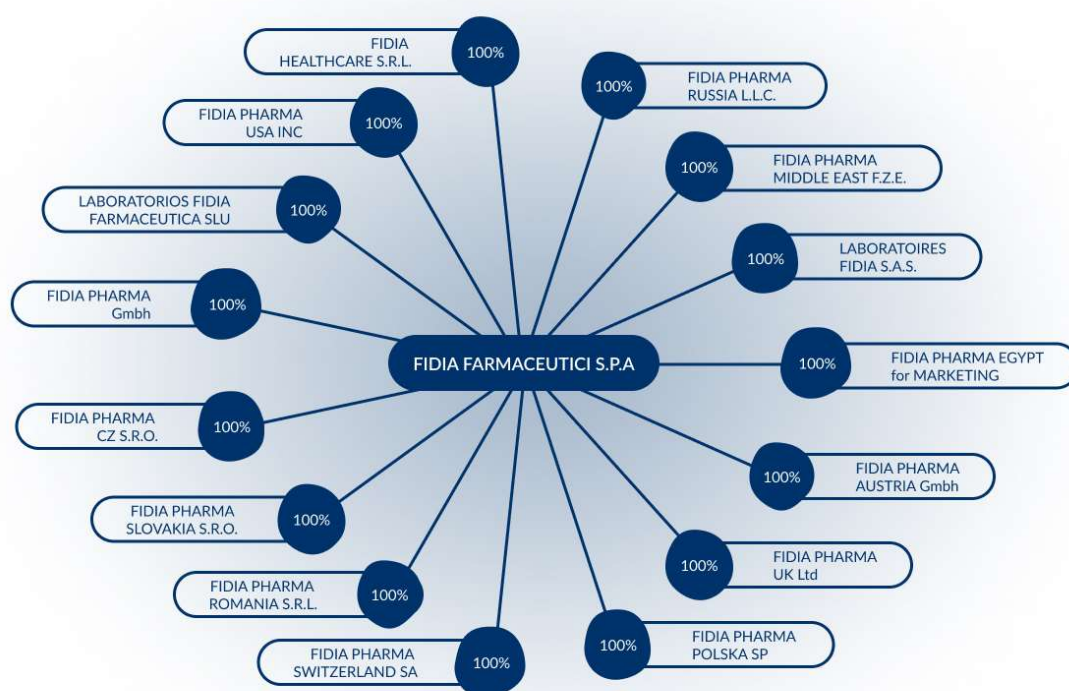 FIDIA
HEALTHCARE S.R.L.
100%
100%
FIDIA PHARMA
RUSSIA L.L.C.
FIDIA PHARMA
USA INC
100%
100%
FIDIA PHARMA
MIDDLE EAST F.Z.E.
LABORATORIOS FIDIA
FARMACEUTICA SLU
100%
100%
LABORATOIRES
FIDIA S.A.S.
FIDIA PHARMA
Gmbh
100%
FIDIA FARMACEUTICI S.P.A
100%
FIDIA PHARMA EGYPT
for MARKETING
FIDIA PHARMA
CZ S.R.O.
100%
100%
FIDIA PHARMA
AUSTRIA Gmbh
FIDIA PHARMA
SLOVAKIA S.R.O.
100%
100%
FIDIA PHARMA
UK Ltd
FIDIA PHARMA
ROMANIA S.R.L.
100%
100%
FIDIA PHARMA
POLSKA SP
FIDIA PHARMA
SWITZERLAND SA
100%